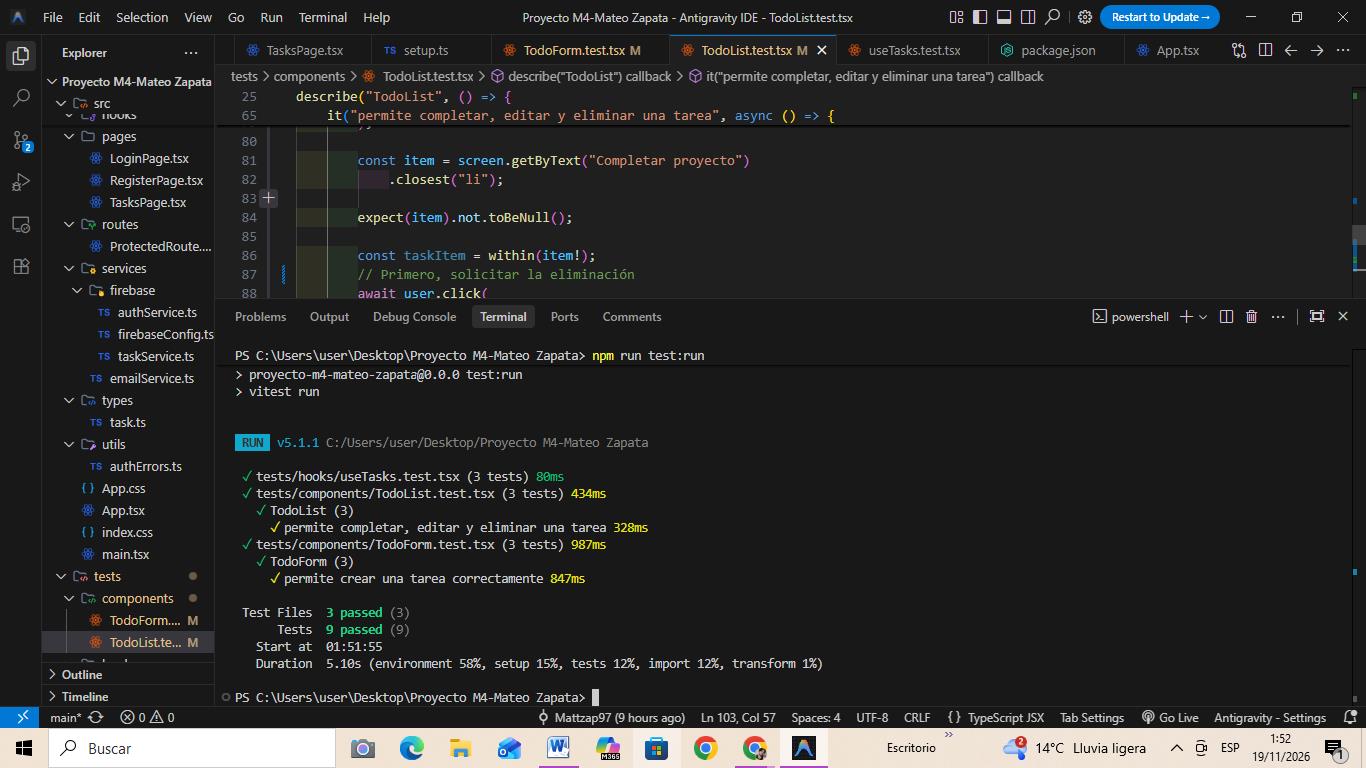 File Edit Selection View Go Run Terminal Help
Proyecto M4-Mateo Zapata - Antigravity IDE - TodoList.test.tsx
Restart to Update →
Explorer
TasksPage.tsx
TS setup.ts
TodoForm.test.tsx M
TodoList.test.tsx M
useTasks.test.tsx
package.json
App.tsx
tests > components > TodoList.test.tsx > describe("TodoList") callback > it("permite completar, editar y eliminar una tarea") callback
Proyecto M4-Mateo Zapata
src
hooks
pages
LoginPage.tsx
RegisterPage.tsx
TasksPage.tsx
routes
ProtectedRoute....
services
firebase
TS authService.ts
TS firebaseConfig.ts
TS taskService.ts
TS emailService.ts
types
TS task.ts
utils
TS authErrors.ts
{} App.css
App.tsx
{} index.css
main.tsx
tests
components
TodoForm.... M
TodoList.te... M
Outline
Timeline
25 describe("TodoList", () => {
65 it("permite completar, editar y eliminar una tarea", async () => {
80
81 const item = screen.getByText("Completar proyecto")
82 .closest("li");
83
84 expect(item).not.toBeNull();
85
86 const taskItem = within(item!);
87 // Primero, solicitar la eliminación
88 await user.click(
Problems Output Debug Console Terminal Ports Comments
powershell
PS C:\Users\user\Desktop\Proyecto M4-Mateo Zapata> npm run test:run
> proyecto-m4-mateo-zapata@0.0.0 test:run
> vitest run
RUN v5.1.1 C:/Users/user/Desktop/Proyecto M4-Mateo Zapata
✓ tests/hooks/useTasks.test.tsx (3 tests) 80ms
✓ tests/components/TodoList.test.tsx (3 tests) 434ms
✓ TodoList (3)
✓ permite completar, editar y eliminar una tarea 328ms
✓ tests/components/TodoForm.test.tsx (3 tests) 987ms
✓ TodoForm (3)
✓ permite crear una tarea correctamente 847ms
Test Files 3 passed (3)
Tests 9 passed (9)
Start at 01:51:55
Duration 5.10s (environment 58%, setup 15%, tests 12%, import 12%, transform 1%)
PS C:\Users\user\Desktop\Proyecto M4-Mateo Zapata>
2
main* 0 0 Mattzap97 (9 hours ago) Ln 103, Col 57 Spaces: 4 UTF-8 CRLF {} TypeScript JSX Tab Settings Go Live Antigravity - Settings
Buscar
M365
Escritorio
2
14°C Lluvia ligera
ESP
1:52
19/11/2026
1